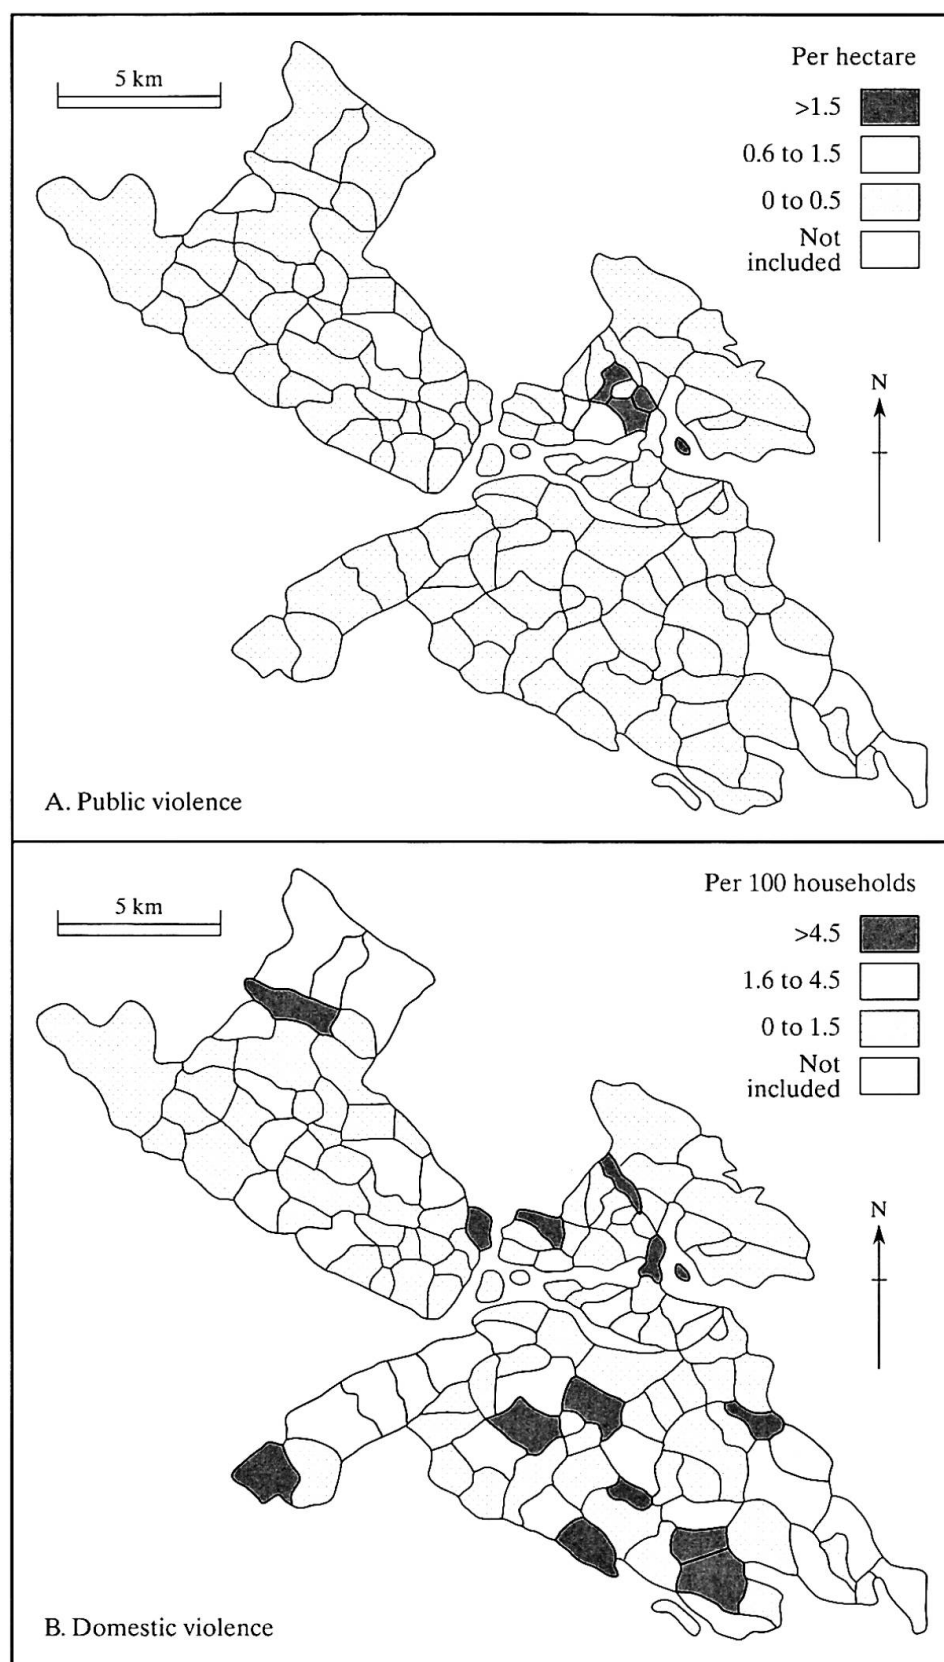 Per hectare
5 km
>1.5
0.6 to 1.5
0 to 0.5
Not
included
N
A. Public violence
Per 100 households
5 km
>4.5
1.6 to 4.5
0 to 1.5
Not
included
N
B. Domestic violence